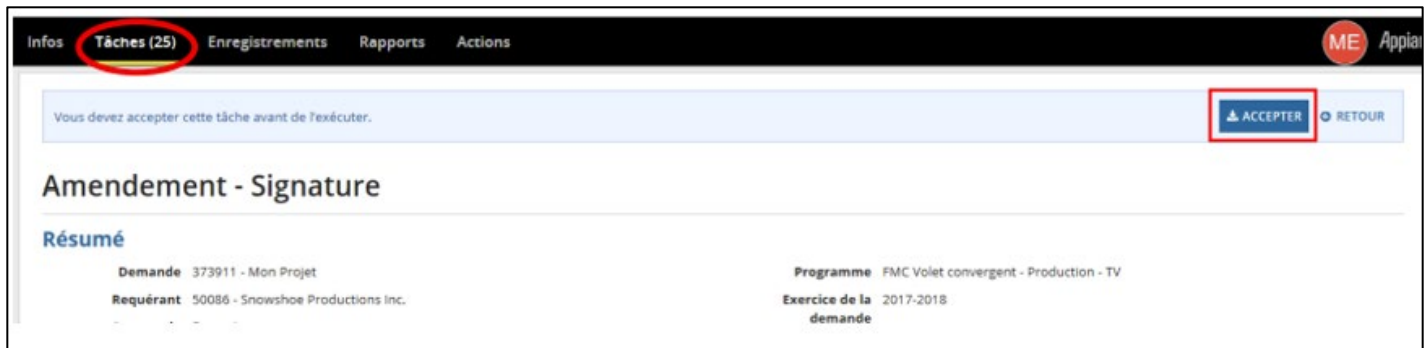 Infos Tâches (25) Enregistrements Rapports Actions ME
Vous devez accepter cette tâche avant de l'exécuter. ACCEPTER RETOUR
Amendement - Signature
Résumé
Demande 373911 - Mon Projet Programme FMC Volet convergent - Production - TV
Requérant 50086 - Snowshoe Productions Inc. Exercice de la demande 2017-2018